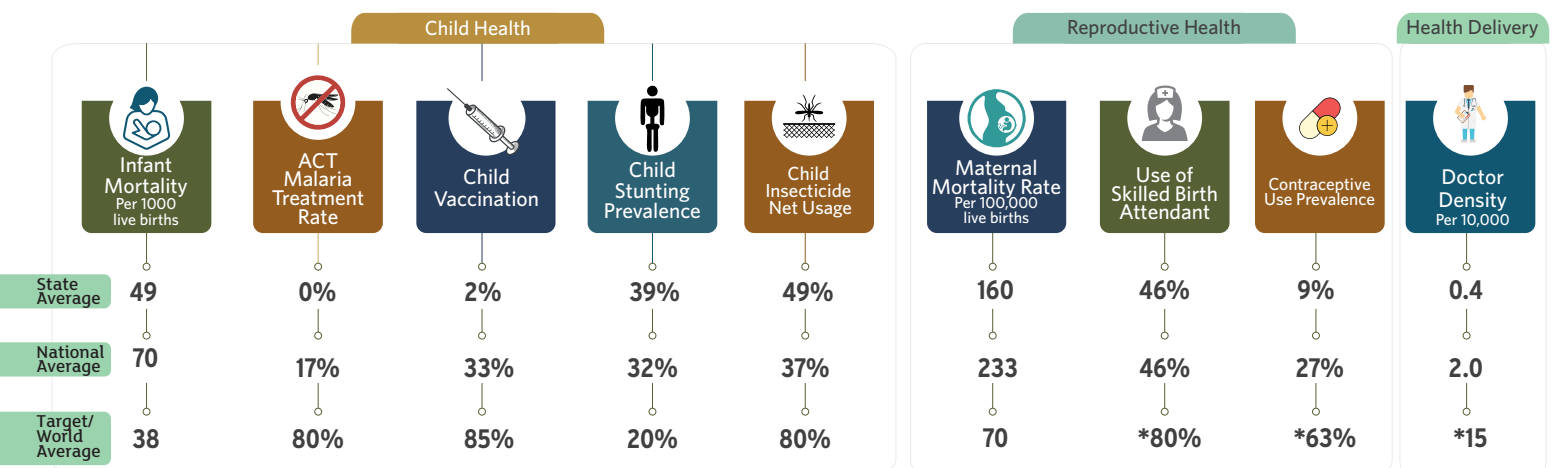 Child Health
Reproductive Health
Health Delivery
Infant
Mortality
Per 1000
live births
ACT
Malaria
Treatment
Rate
Child
Vaccination
Child
Stunting
Prevalence
Child
Insecticide
Net Usage
Maternal
Mortality Rate
Per 100,000
live births
Use of
Skilled Birth
Attendant
Contraceptive
Use Prevalence
Doctor
Density
Per 10,000
State
Average
49
0%
2%
39%
49%
160
46%
9%
0.4
National
Average
70
17%
33%
32%
37%
233
46%
27%
2.0
Target/
World
Average
38
80%
85%
20%
80%
70
*80%
*63%
*15